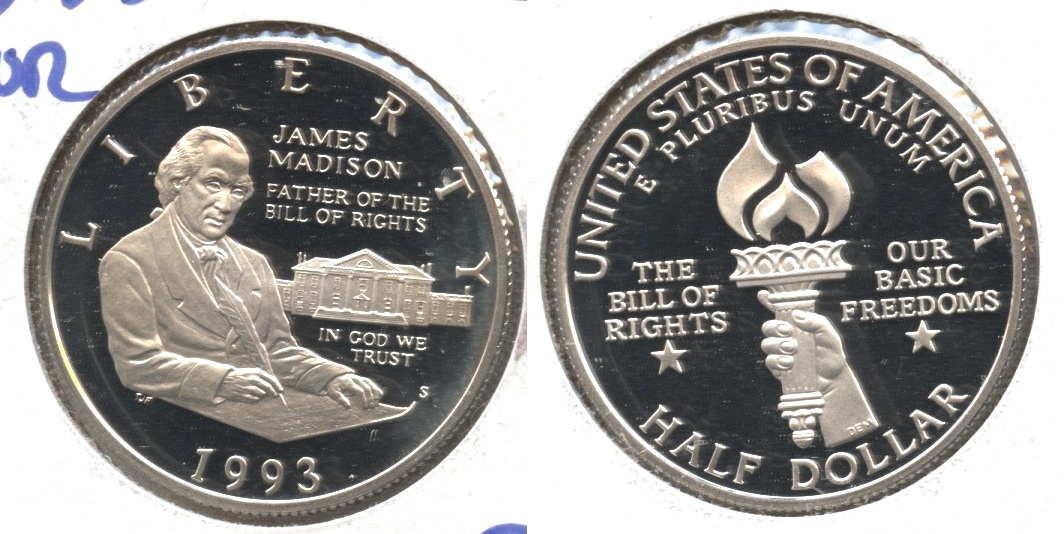 LIBERTY
JAMES
MADISON
FATHER OF THE
BILL OF RIGHTS
IN GOD WE
TRUST
S
1993
UNITED STATES OF AMERICA
E PLURIBUS UNUM
THE
BILL OF
RIGHTS
OUR
BASIC
FREEDOMS
DEM
HALF DOLLAR